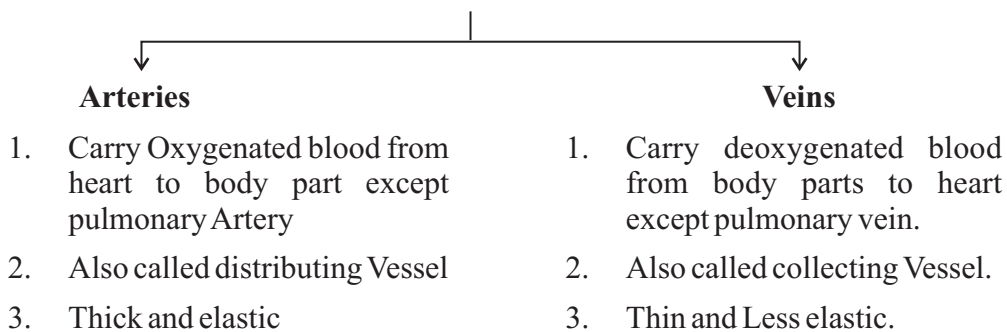 Arteries
1. Carry Oxygenated blood from
heart to body part except
pulmonary Artery
2. Also called distributing Vessel
3. Thick and elastic
Veins
1. Carry deoxygenated blood
from body parts to heart
except pulmonary vein.
2. Also called collecting Vessel.
3. Thin and Less elastic.